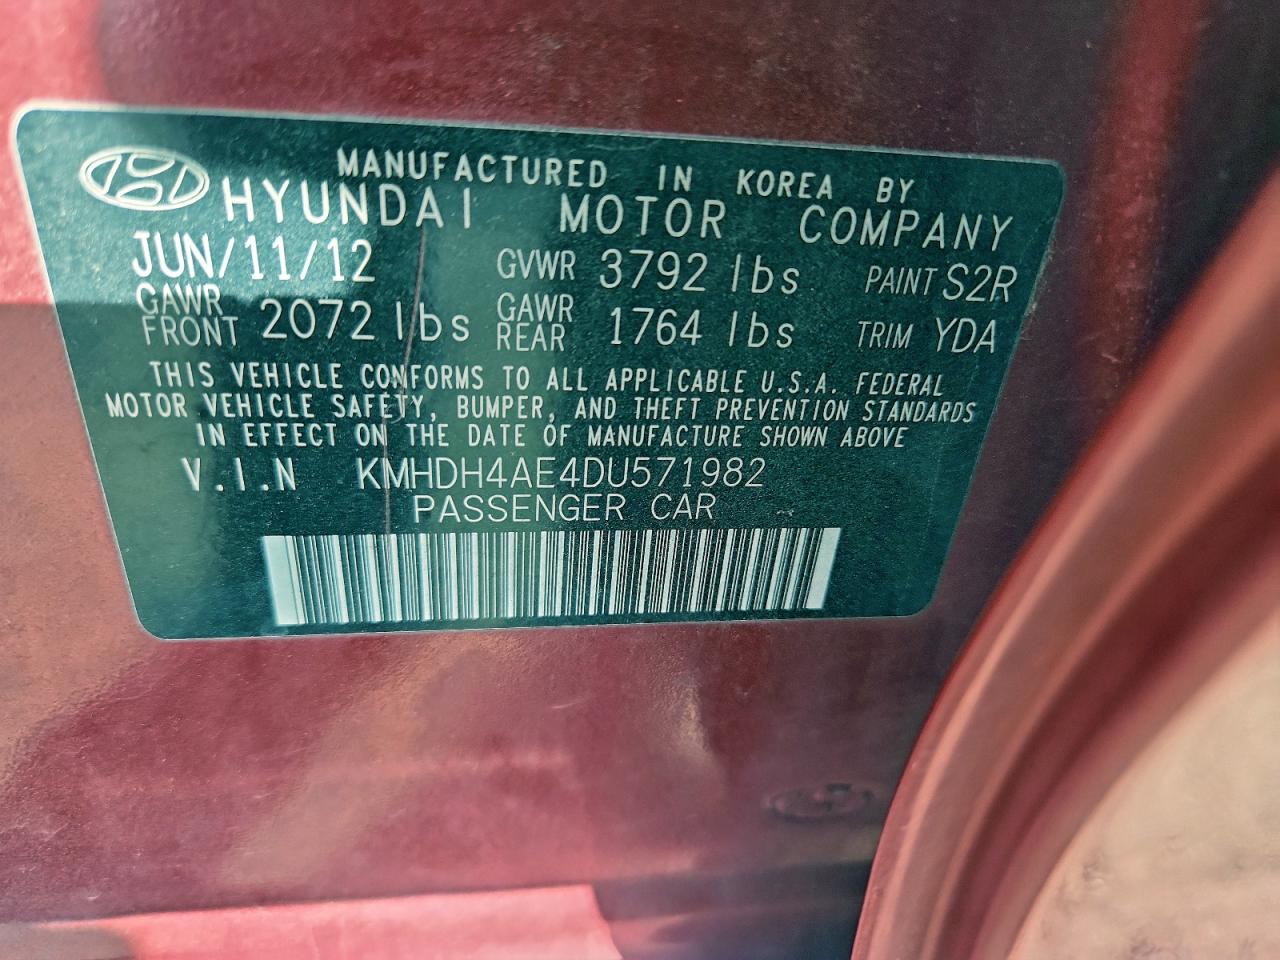 MANUFACTURED IN KOREA BY
HYUNDAI MOTOR COMPANY
JUN/11/12 GVWR 3792 lbs PAINT S2R
GAWR FRONT 2072 lbs GAWR REAR 1764 lbs TRIM YDA
THIS VEHICLE CONFORMS TO ALL APPLICABLE U.S.A. FEDERAL
MOTOR VEHICLE SAFETY, BUMPER, AND THEFT PREVENTION STANDARDS
IN EFFECT ON THE DATE OF MANUFACTURE SHOWN ABOVE
V.I.N KMHDH4AE4DU571982
PASSENGER CAR